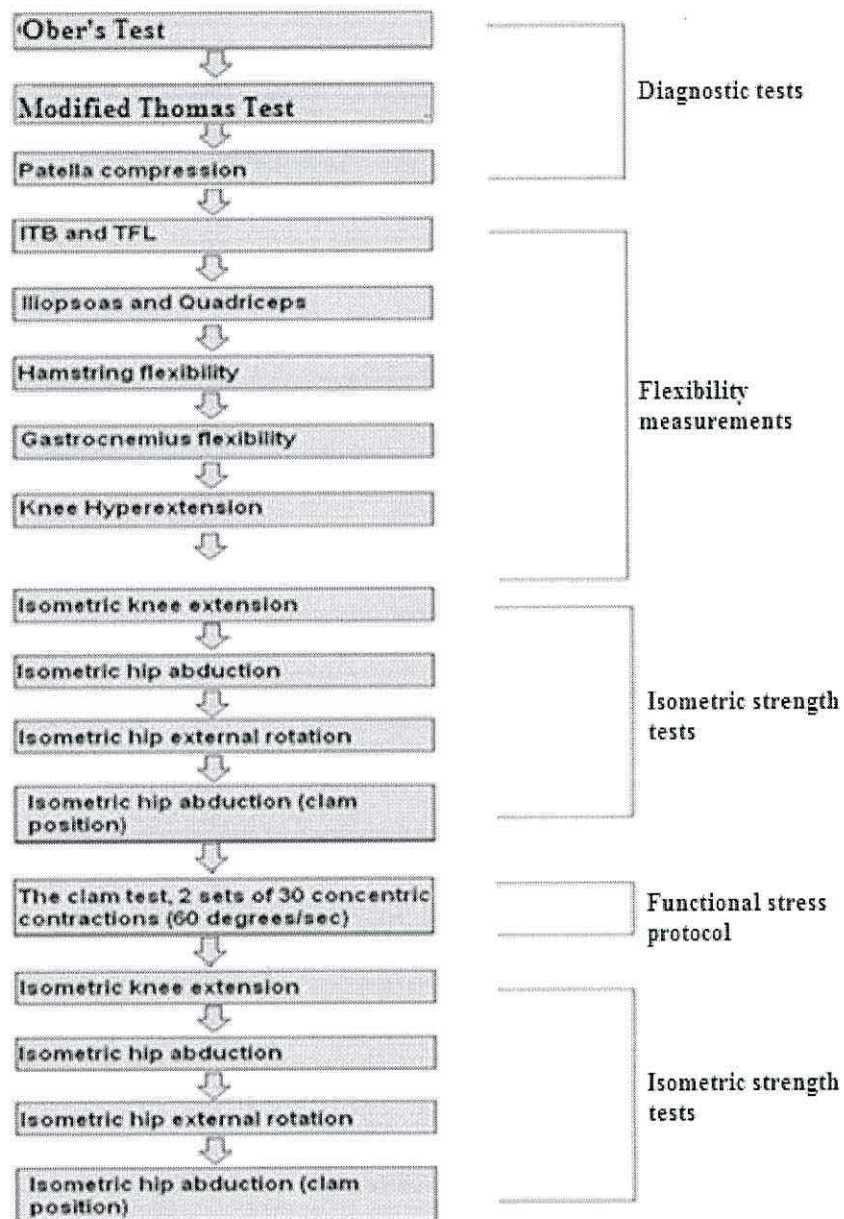 Ober's Test
Diagnostic tests
Modified Thomas Test
Patella compression
ITB and TFL
Iliopsoas and Quadriceps
Hamstring flexibility
Flexibility
measurements
Gastrocnemius flexibility
Knee Hyperextension
Isometric knee extension
Isometric hip abduction
Isometric strength
tests
Isometric hip external rotation
Isometric hip abduction (clam
position)
The clam test, 2 sets of 30 concentric
contractions (60 degrees/sec)
Functional stress
protocol
Isometric knee extension
Isometric hip abduction
Isometric strength
tests
Isometric hip external rotation
Isometric hip abduction (clam
position)